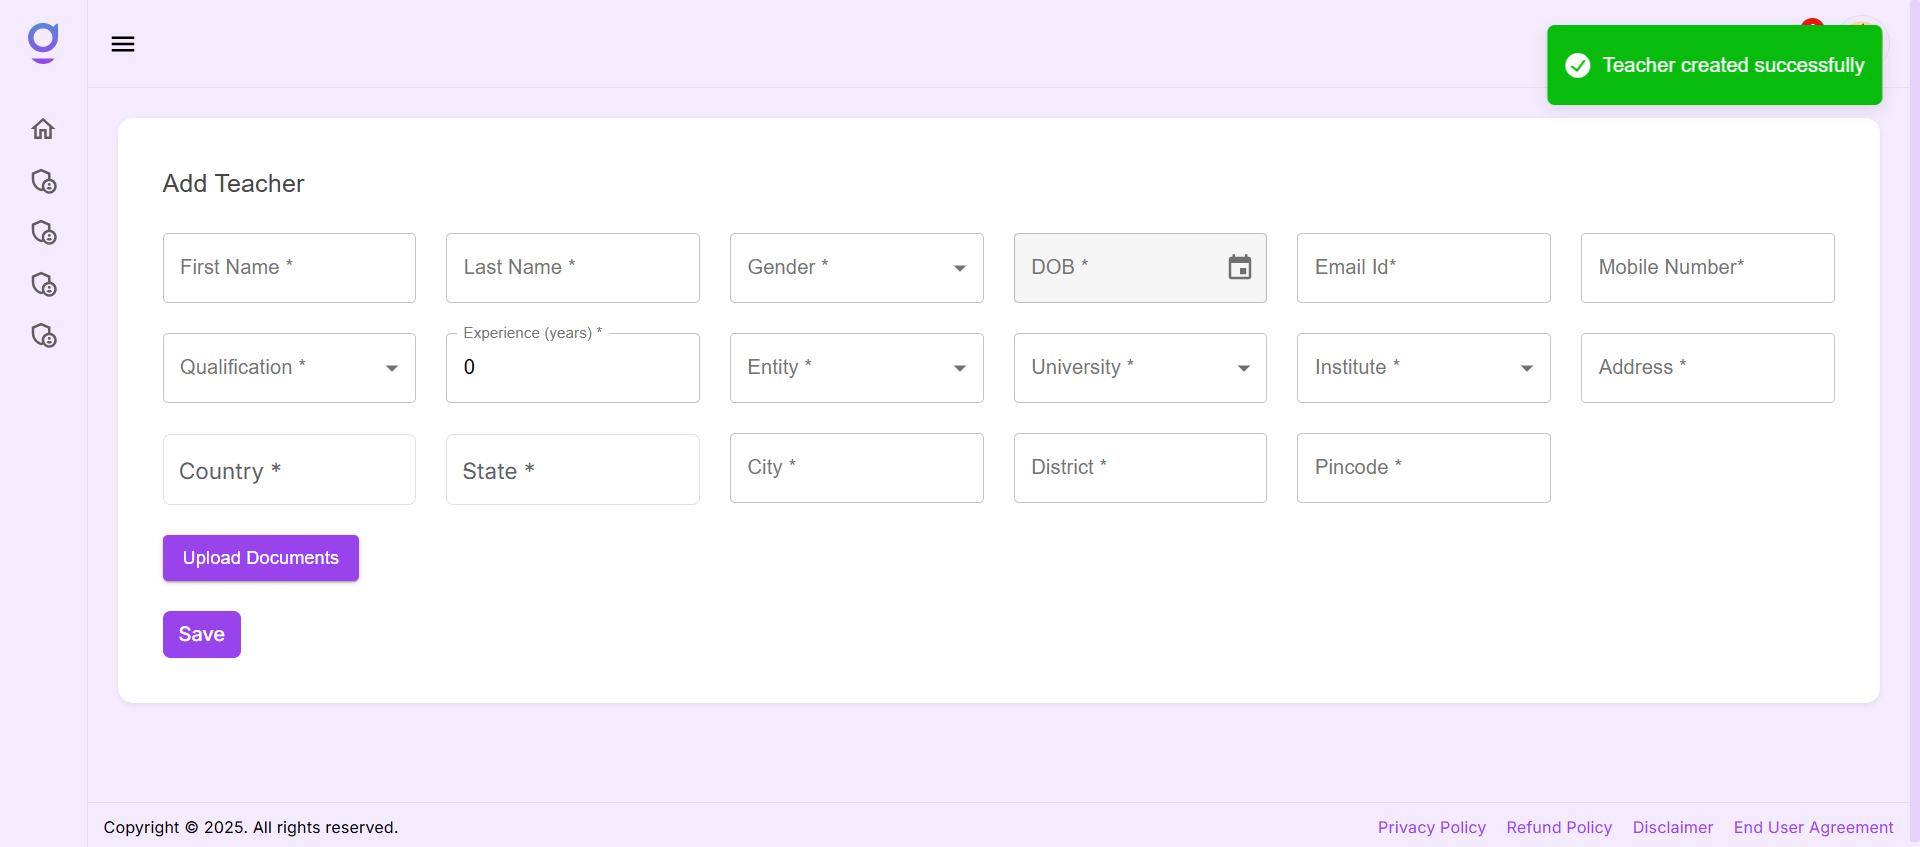 Teacher created successfully
Add Teacher
First Name *
Last Name *
Gender *
DOB *
Email Id*
Mobile Number*
Qualification *
Experience (years) *
0
Entity *
University *
Institute *
Address *
Country *
State *
City *
District *
Pincode *
Upload Documents
Save
Copyright © 2025. All rights reserved.
Privacy Policy
Refund Policy
Disclaimer
End User Agreement